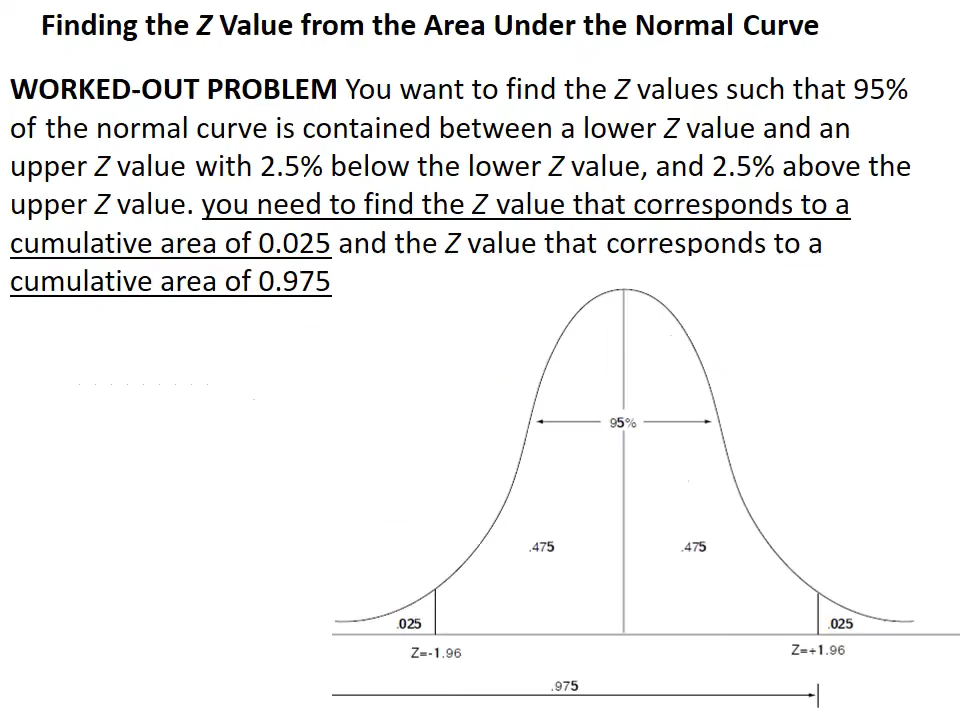 Finding the Z Value from the Area Under the Normal Curve
WORKED-OUT PROBLEM You want to find the Z values such that 95%
of the normal curve is contained between a lower Z value and an
upper Z value with 2.5% below the lower Z value, and 2.5% above the
upper Z value. you need to find the Z value that corresponds to a
cumulative area of 0.025 and the Z value that corresponds to a
cumulative area of 0.975
95%
.475 .475
.025 .025
Z=-1.96 Z=+1.96
.975